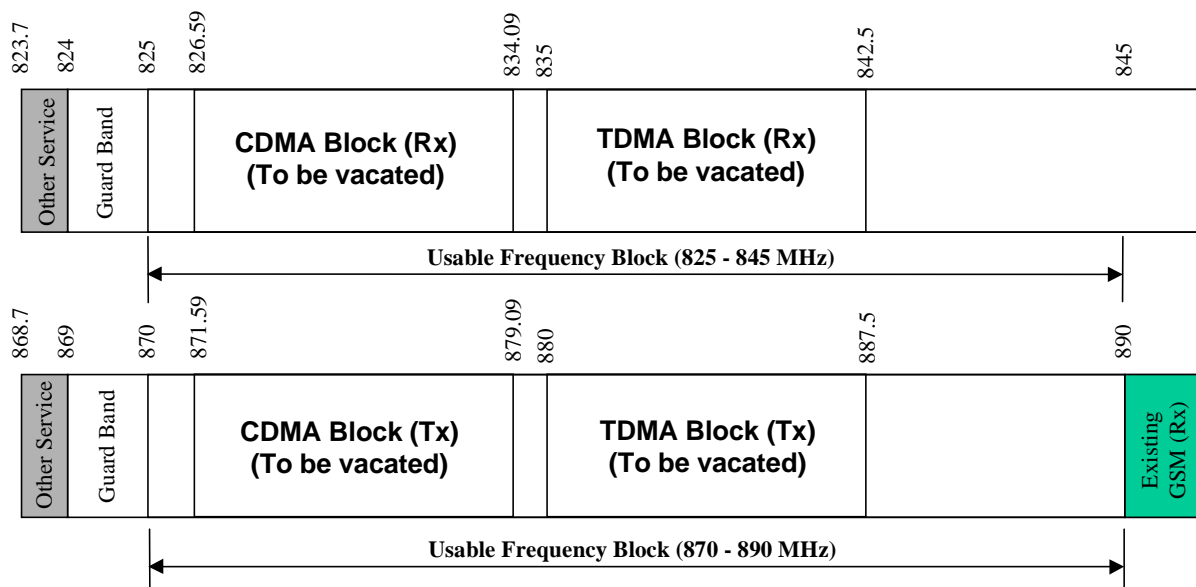 823.7
824
825
826.59
834.09
835
842.5
845
Other Service
Guard Band
CDMA Block (Rx)
(To be vacated)
TDMA Block (Rx)
(To be vacated)
Usable Frequency Block (825 - 845 MHz)
868.7
869
870
871.59
879.09
880
887.5
890
Other Service
Guard Band
CDMA Block (Tx)
(To be vacated)
TDMA Block (Tx)
(To be vacated)
Existing
GSM (Rx)
Usable Frequency Block (870 - 890 MHz)